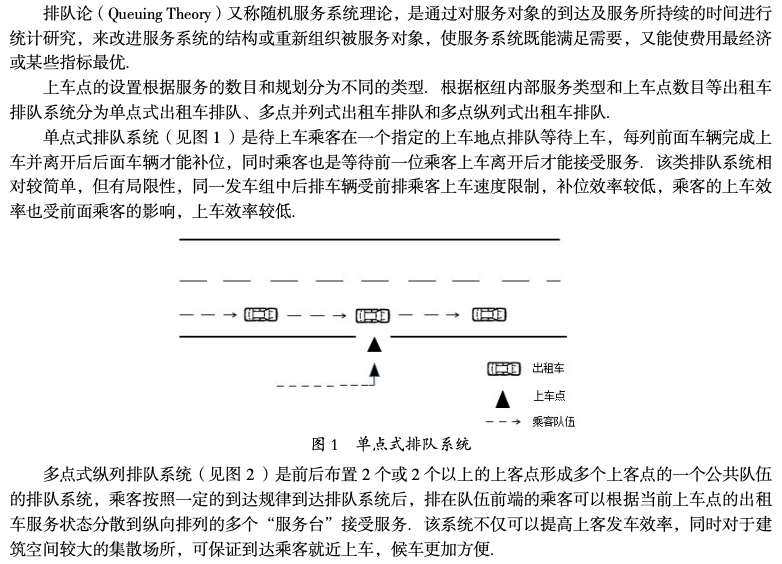 排队论（Queuing Theory）又称随机服务系统理论，是通过对服务对象的到达及服务所持续的时间进行
统计研究，来改进服务系统的结构或重新组织被服务对象，使服务系统既能满足需要，又能使费用最经济
或某些指标最优.
上车点的设置根据服务的数目和规划分为不同的类型. 根据枢纽内部服务类型和上车点数目等出租车
排队系统分为单点式出租车排队、多点并列式出租车排队和多点纵列式出租车排队.
单点式排队系统（见图 1 ）是待上车乘客在一个指定的上车地点排队等待上车，每列前面车辆完成上
车并离开后后面车辆才能补位，同时乘客也是等待前一位乘客上车离开后才能接受服务. 该类排队系统相
对较简单，但有局限性，同一发车组中后排车辆受前排乘客上车速度限制，补位效率较低，乘客的上车效
率也受前面乘客的影响，上车效率较低.
出租车
上车点
乘客队伍
图 1 单点式排队系统
多点式纵列排队系统（见图 2 ）是前后布置 2 个或 2 个以上的上客点形成多个上客点的一个公共队伍
的排队系统，乘客按照一定的到达规律到达排队系统后，排在队伍前端的乘客可以根据当前上车点的出租
车服务状态分散到纵向排列的多个“服务台”接受服务. 该系统不仅可以提高上客发车效率，同时对于建
筑空间较大的集散场所，可保证到达乘客就近上车，候车更加方便.